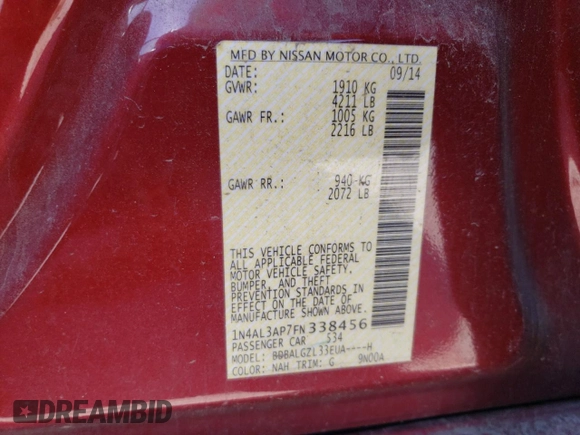 MFD BY NISSAN MOTOR CO., LTD.
DATE: 09/14
GVWR: 1910 KG
4211 LB
GAWR FR.: 1005 KG
2216 LB
GAWR RR.: 940 KG
2072 LB
THIS VEHICLE CONFORMS
TO ALL APPLICABLE FEDERAL
MOTOR VEHICLE SAFETY,
BUMPER, AND THEFT
PREVENTION STANDARDS IN
EFFECT ON THE DATE OF
MANUFACTURE SHOWN ABOVE.
1N4AL3AP7FN338456
PASSENGER CAR S34
MODEL: BDBALGZL33EUA----H
COLOR: NAH TRIM: G 9N00A
DREAMBID